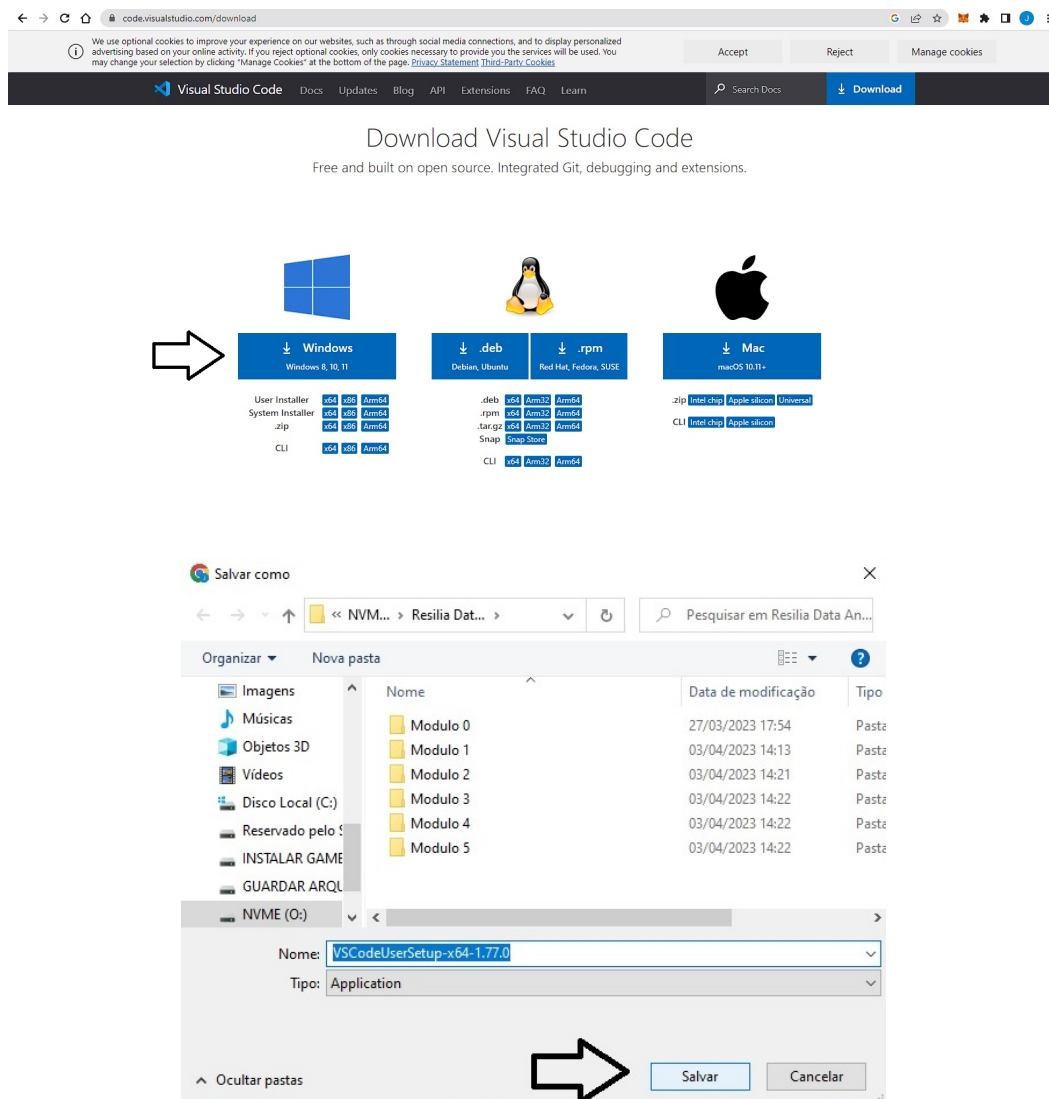 code.visualstudio.com/download
We use optional cookies to improve your experience on our websites, such as through social media connections, and to display personalized
advertising based on your online activity. If you reject optional cookies, only cookies necessary to provide you the services will be used. You
may change your selection by clicking "Manage Cookies" at the bottom of the page. Privacy Statement Third-Party Cookies
Accept Reject Manage cookies
Visual Studio Code Docs Updates Blog API Extensions FAQ Learn Search Docs Download
Download Visual Studio Code
Free and built on open source. Integrated Git, debugging and extensions.
Windows
Windows 8, 10, 11
User Installer x64 x86 Arm64
System Installer x64 x86 Arm64
.zip x64 x86 Arm64
CLI x64 x86 Arm64
.deb
Debian, Ubuntu
.rpm
Red Hat, Fedora, SUSE
.deb x64 Arm32 Arm64
.rpm x64 Arm32 Arm64
.tar.gz x64 Arm32 Arm64
Snap Snap Store
CLI x64 Arm32 Arm64
Mac
macOS 10.11+
.zip Intel chip Apple silicon Universal
CLI Intel chip Apple silicon
Salvar como
« NVM... › Resilia Dat... ›
Pesquisar em Resilia Data An...
Organizar Nova pasta
Imagens
Músicas
Objetos 3D
Vídeos
Disco Local (C:)
Reservado pelo S
INSTALAR GAME
GUARDAR ARQU
NVME (O:)
Nome Data de modificação Tipo
Modulo 0 27/03/2023 17:54 Pasta
Modulo 1 03/04/2023 14:13 Pasta
Modulo 2 03/04/2023 14:21 Pasta
Modulo 3 03/04/2023 14:22 Pasta
Modulo 4 03/04/2023 14:22 Pasta
Modulo 5 03/04/2023 14:22 Pasta
Nome: VSCodeUserSetup-x64-1.77.0
Tipo: Application
Ocultar pastas
Salvar Cancelar